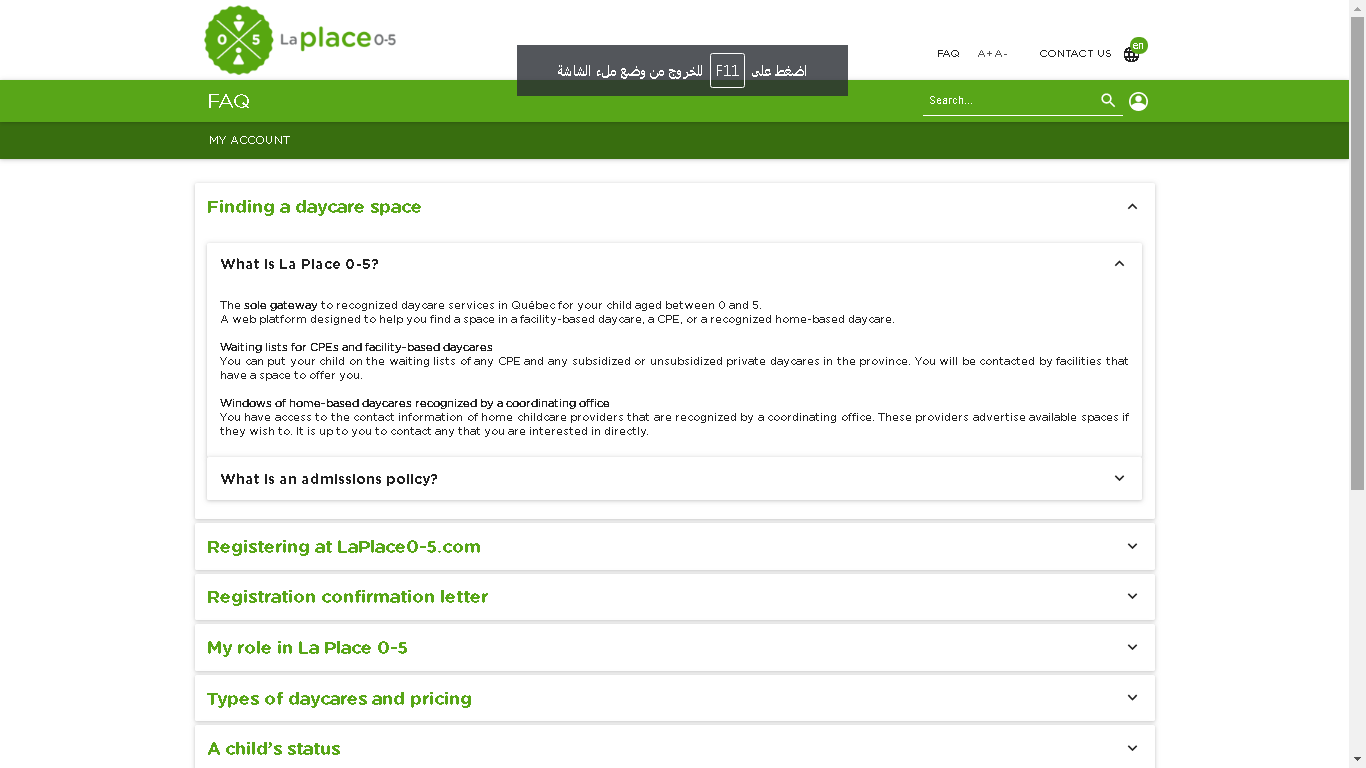 0 5 La place 0-5
FAQ A+ A- CONTACT US en
اضغط على F11 للخروج من وضع ملء الشاشة
FAQ Search...
MY ACCOUNT
Finding a daycare space
What is La Place 0-5?
The sole gateway to recognized daycare services in Québec for your child aged between 0 and 5.
A web platform designed to help you find a space in a facility-based daycare, a CPE, or a recognized home-based daycare.
Waiting lists for CPEs and facility-based daycares
You can put your child on the waiting lists of any CPE and any subsidized or unsubsidized private daycares in the province. You will be contacted by facilities that
have a space to offer you.
Windows of home-based daycares recognized by a coordinating office
You have access to the contact information of home childcare providers that are recognized by a coordinating office. These providers advertise available spaces if
they wish to. It is up to you to contact any that you are interested in directly.
What is an admissions policy?
Registering at LaPlace0-5.com
Registration confirmation letter
My role in La Place 0-5
Types of daycares and pricing
A child's status